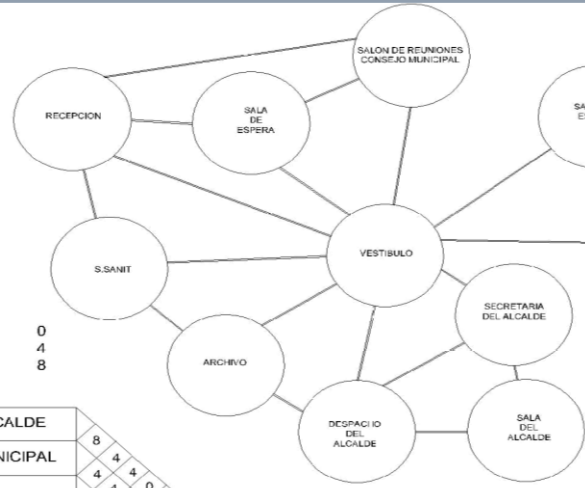 SALON DE REUNIONES
CONSEJO MUNICIPAL
RECEPCION
SALA
DE
ESPERA
SA
VESTIBULO
S.SANIT
SECRETARIA
DEL ALCALDE
0
4
8
ARCHIVO
DESPACHO
DEL
ALCALDE
SALA
DEL
ALCALDE
CALDE
8
4
NICIPAL
4
4
0